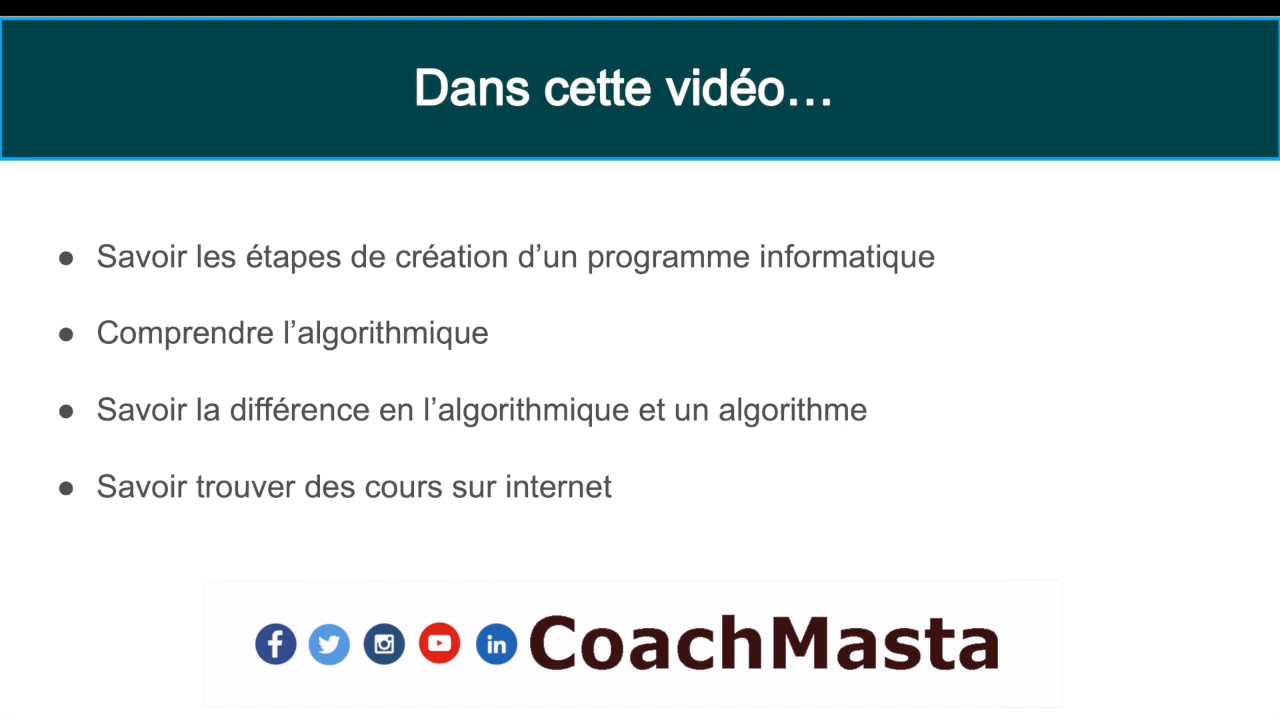 Dans cette vidéo…
● Savoir les étapes de création d’un programme informatique
● Comprendre l’algorithmique
● Savoir la différence en l’algorithmique et un algorithme
● Savoir trouver des cours sur internet
CoachMasta